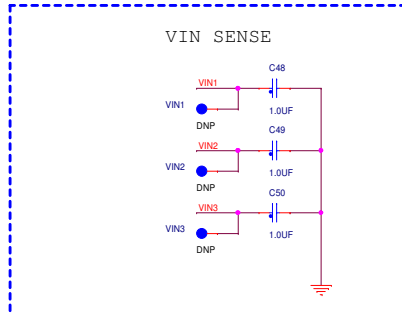 VIN SENSE
C48
VIN1
VIN1
1.0UF
DNP
C49
VIN2
VIN2
1.0UF
DNP
C50
VIN3
VIN3
1.0UF
DNP